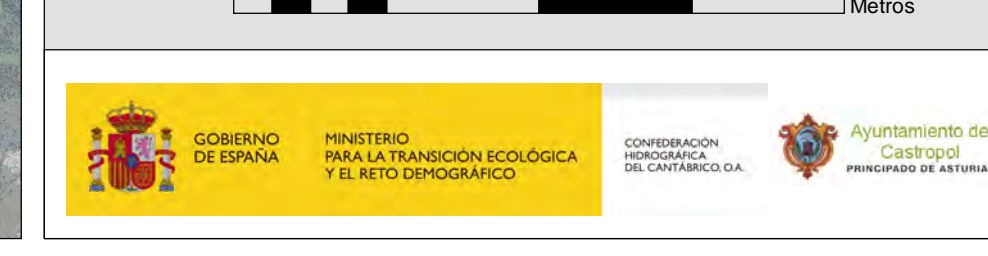 Metros
GOBIERNO
DE ESPAÑA
MINISTERIO
PARA LA TRANSICIÓN ECOLÓGICA
Y EL RETO DEMOGRÁFICO
CONFEDERACIÓN
HIDROGRÁFICA
DEL CANTÁBRICO, O.A.
Ayuntamiento de
Castropol
PRINCIPADO DE ASTURIA